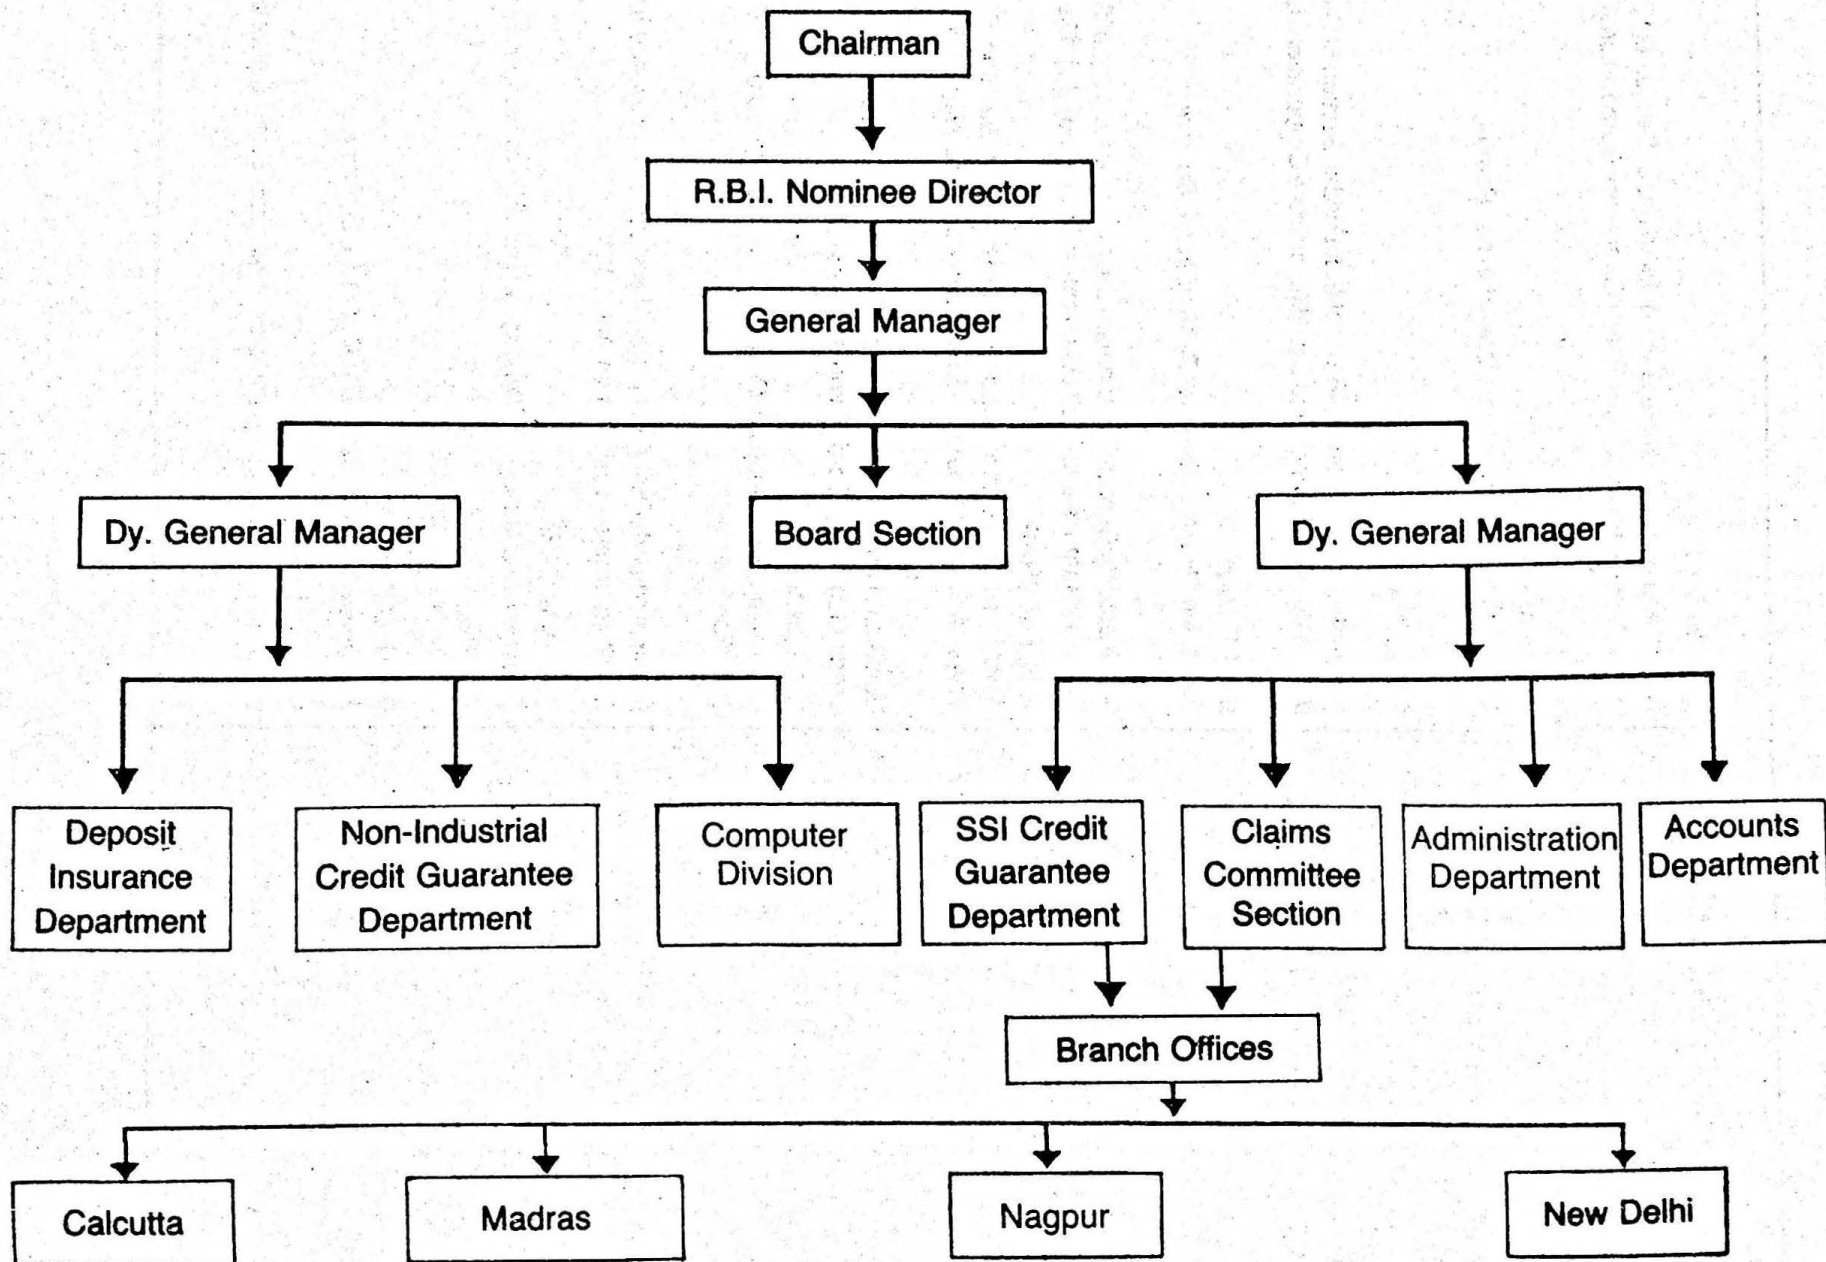 Chairman
R.B.I. Nominee Director
General Manager
Dy. General Manager
Board Section
Dy. General Manager
Deposit
Insurance
Department
Non-Industrial
Credit Guarantee
Department
Computer
Division
SSI Credit
Guarantee
Department
Claims
Committee
Section
Administration
Department
Accounts
Department
Branch Offices
Calcutta
Madras
Nagpur
New Delhi